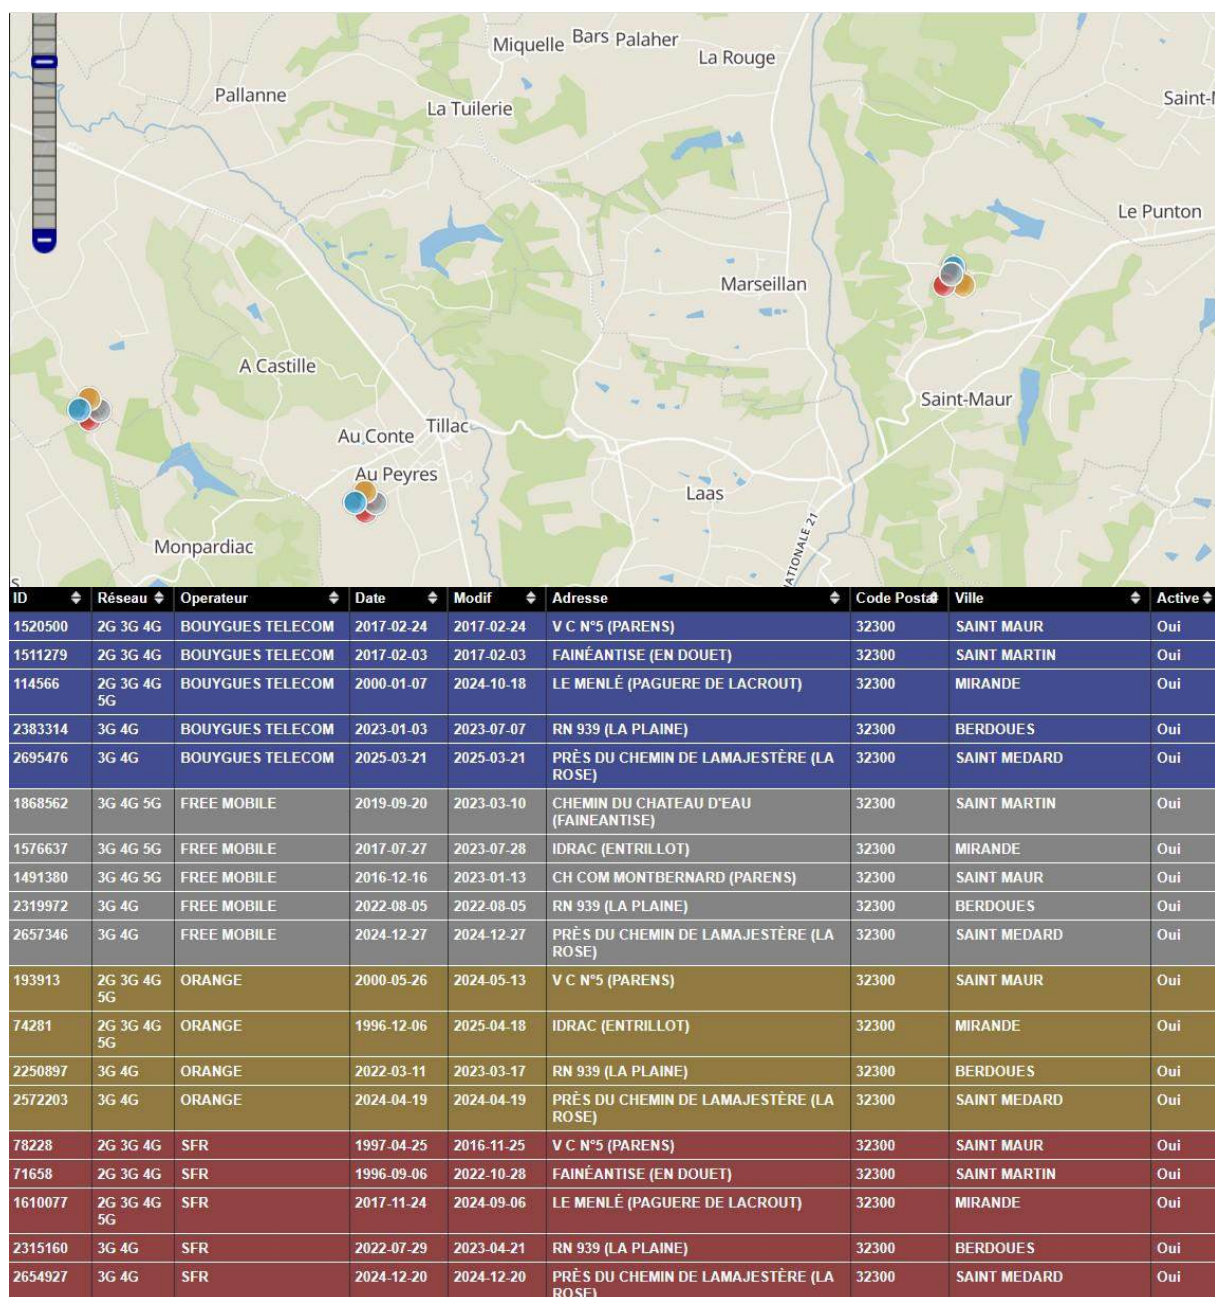 Miquelle Bars Palaher
La Rouge
Pallanne
La Tuilerie
Saint-
Le Punton
Marseillan
A Castille
Saint-Maur
Au Conte Tillac
Au Peyres
Laas
Monpardiac
NATIONALE 21
ID Réseau Operateur Date Modif Adresse Code Postal Ville Active
1520500 2G 3G 4G BOUYGUES TELECOM 2017-02-24 2017-02-24 V C N°5 (PARENS) 32300 SAINT MAUR Oui
1511279 2G 3G 4G BOUYGUES TELECOM 2017-02-03 2017-02-03 FAINÉANTISE (EN DOUET) 32300 SAINT MARTIN Oui
114566 2G 3G 4G BOUYGUES TELECOM 2000-01-07 2024-10-18 LE MENLÉ (PAGUERE DE LACROUT) 32300 MIRANDE Oui
5G
2383314 3G 4G BOUYGUES TELECOM 2023-01-03 2023-07-07 RN 939 (LA PLAINE) 32300 BERDOUES Oui
2695476 3G 4G BOUYGUES TELECOM 2025-03-21 2025-03-21 PRÈS DU CHEMIN DE LAMAJESTÈRE (LA 32300 SAINT MEDARD Oui
ROSE)
1868562 3G 4G 5G FREE MOBILE 2019-09-20 2023-03-10 CHEMIN DU CHATEAU D'EAU 32300 SAINT MARTIN Oui
(FAINEANTISE)
1576637 3G 4G 5G FREE MOBILE 2017-07-27 2023-07-28 IDRAC (ENTRILLOT) 32300 MIRANDE Oui
1491380 3G 4G 5G FREE MOBILE 2016-12-16 2023-01-13 CH COM MONTBERNARD (PARENS) 32300 SAINT MAUR Oui
2319972 3G 4G FREE MOBILE 2022-08-05 2022-08-05 RN 939 (LA PLAINE) 32300 BERDOUES Oui
2657346 3G 4G FREE MOBILE 2024-12-27 2024-12-27 PRÈS DU CHEMIN DE LAMAJESTÈRE (LA 32300 SAINT MEDARD Oui
ROSE)
193913 2G 3G 4G ORANGE 2000-05-26 2024-05-13 V C N°5 (PARENS) 32300 SAINT MAUR Oui
5G
74281 2G 3G 4G ORANGE 1996-12-06 2025-04-18 IDRAC (ENTRILLOT) 32300 MIRANDE Oui
5G
2250897 3G 4G ORANGE 2022-03-11 2023-03-17 RN 939 (LA PLAINE) 32300 BERDOUES Oui
2572203 3G 4G ORANGE 2024-04-19 2024-04-19 PRÈS DU CHEMIN DE LAMAJESTÈRE (LA 32300 SAINT MEDARD Oui
ROSE)
78228 2G 3G 4G SFR 1997-04-25 2016-11-25 V C N°5 (PARENS) 32300 SAINT MAUR Oui
71658 2G 3G 4G SFR 1996-09-06 2022-10-28 FAINÉANTISE (EN DOUET) 32300 SAINT MARTIN Oui
1610077 2G 3G 4G SFR 2017-11-24 2024-09-06 LE MENLÉ (PAGUERE DE LACROUT) 32300 MIRANDE Oui
5G
2315160 3G 4G SFR 2022-07-29 2023-04-21 RN 939 (LA PLAINE) 32300 BERDOUES Oui
2654927 3G 4G SFR 2024-12-20 2024-12-20 PRÈS DU CHEMIN DE LAMAJESTÈRE (LA 32300 SAINT MEDARD Oui
ROSE)